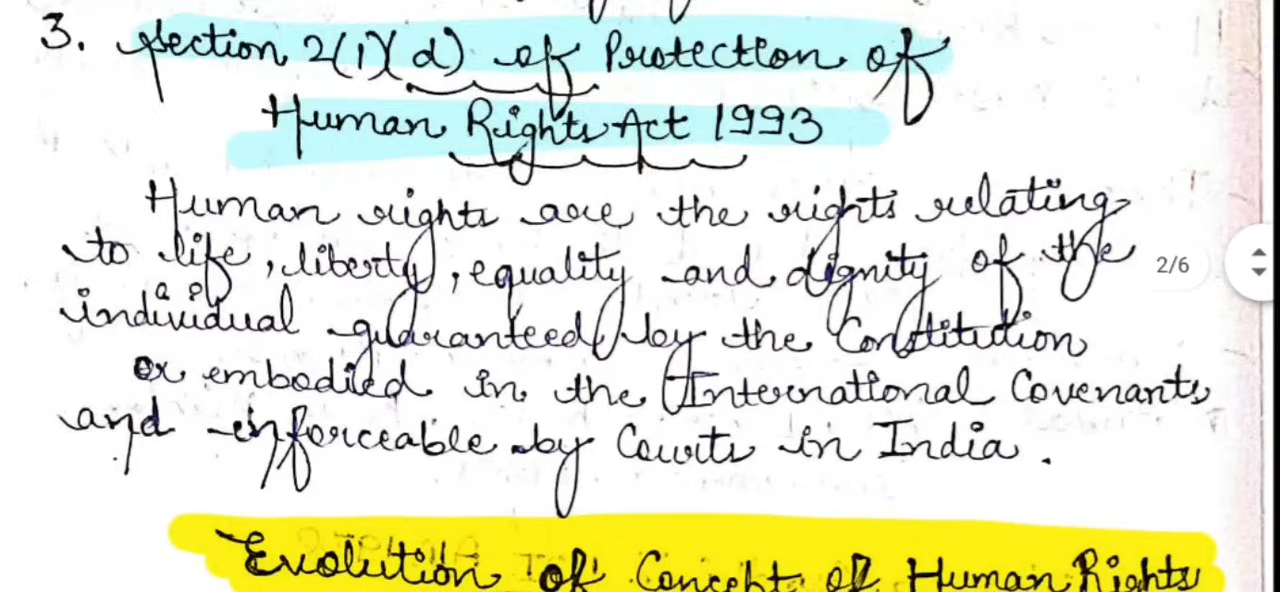 3. Section 2(1)(d) of Protection of
Human Rights Act 1993
Human rights are the rights relating
to life, liberty, equality and dignity of the
2/6
individual guaranteed by the Constitution
or embodied in the International Covenants
and enforceable by Courts in India.
Evolution of Concept of Human Rights